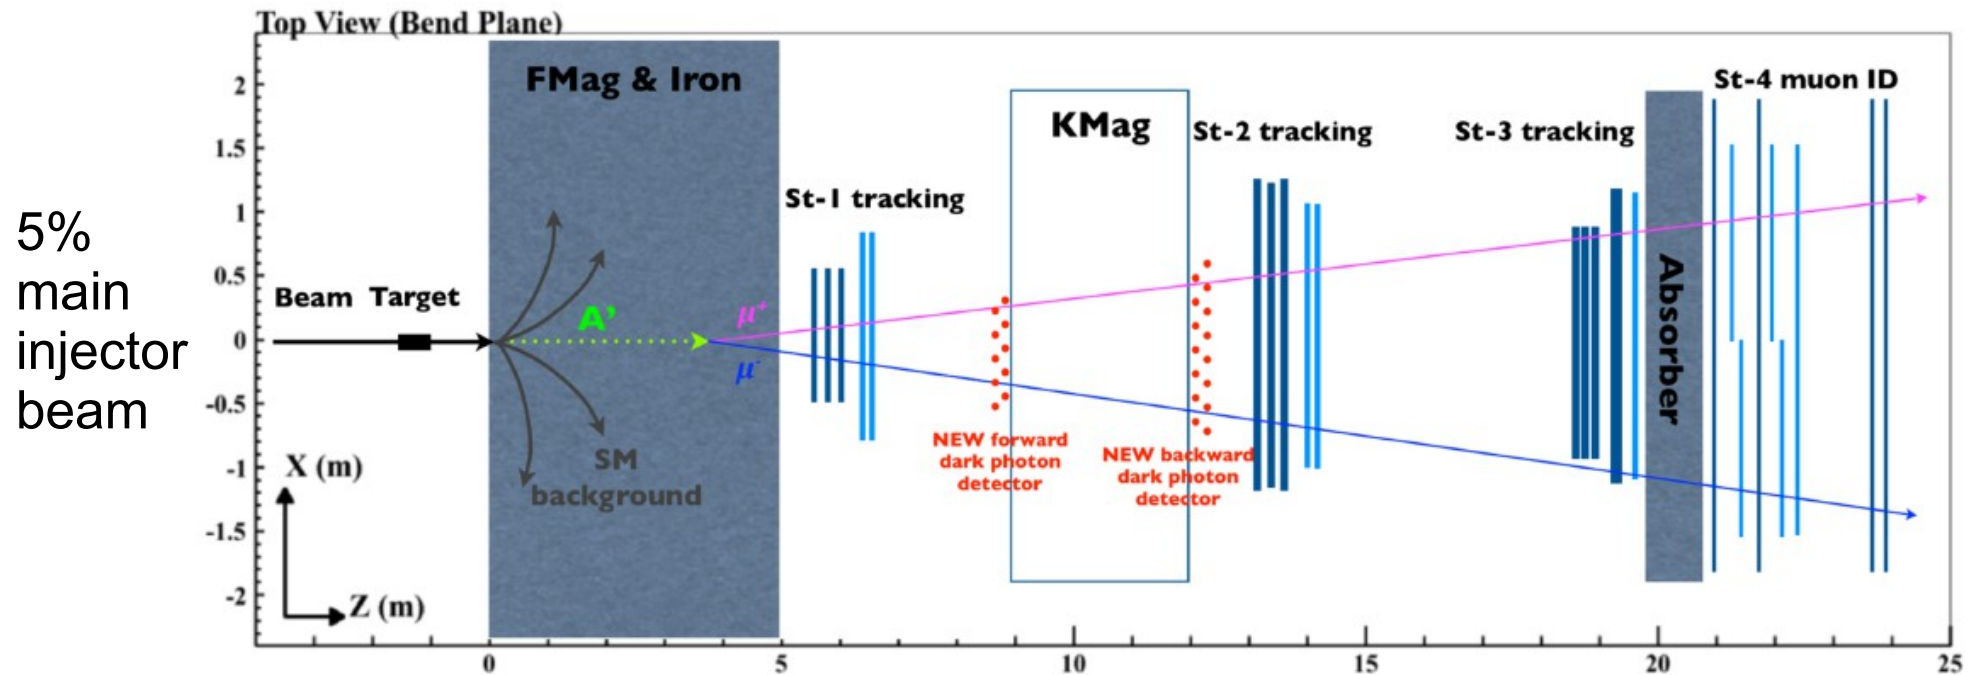 Top View (Bend Plane)
FMag & Iron
St-4 muon ID
2
KMag
St-2 tracking
St-3 tracking
1.5
St-1 tracking
5%
main
injector
beam
1
0.5
Beam Target
A'
μ+
Absorber
0
μ-
-0.5
NEW forward
dark photon
detector
NEW backward
dark photon
detector
SM
background
-1
X (m)
-1.5
-2
Z (m)
0
5
10
15
20
25